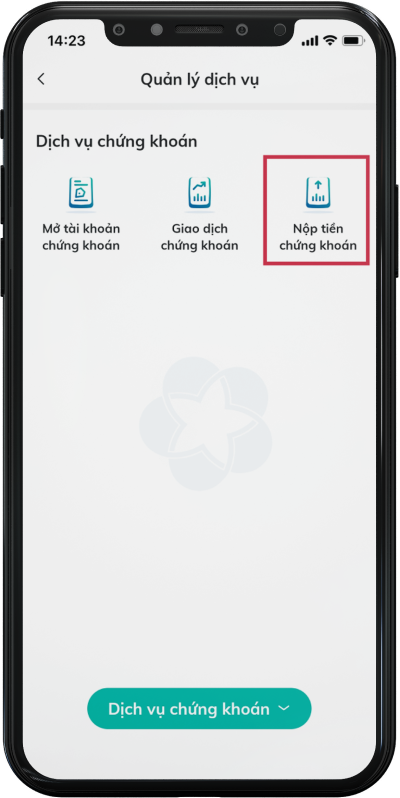 14:23
Quản lý dịch vụ
Dịch vụ chứng khoán
Mở tài khoản
chứng khoán
Giao dịch
chứng khoán
Nộp tiền
chứng khoán
Dịch vụ chứng khoán